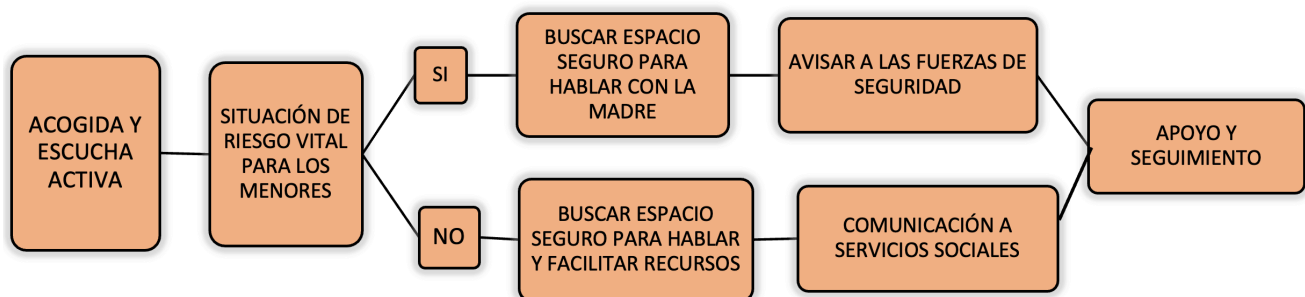 ACOGIDA Y
ESCUCHA
ACTIVA
SITUACIÓN DE
RIESGO VITAL
PARA LOS
MENORES
SI
BUSCAR ESPACIO
SEGURO PARA
HABLAR CON LA
MADRE
AVISAR A LAS FUERZAS DE
SEGURIDAD
NO
BUSCAR ESPACIO
SEGURO PARA HABLAR
Y FACILITAR RECURSOS
COMUNICACIÓN A
SERVICIOS SOCIALES
APOYO Y
SEGUIMIENTO